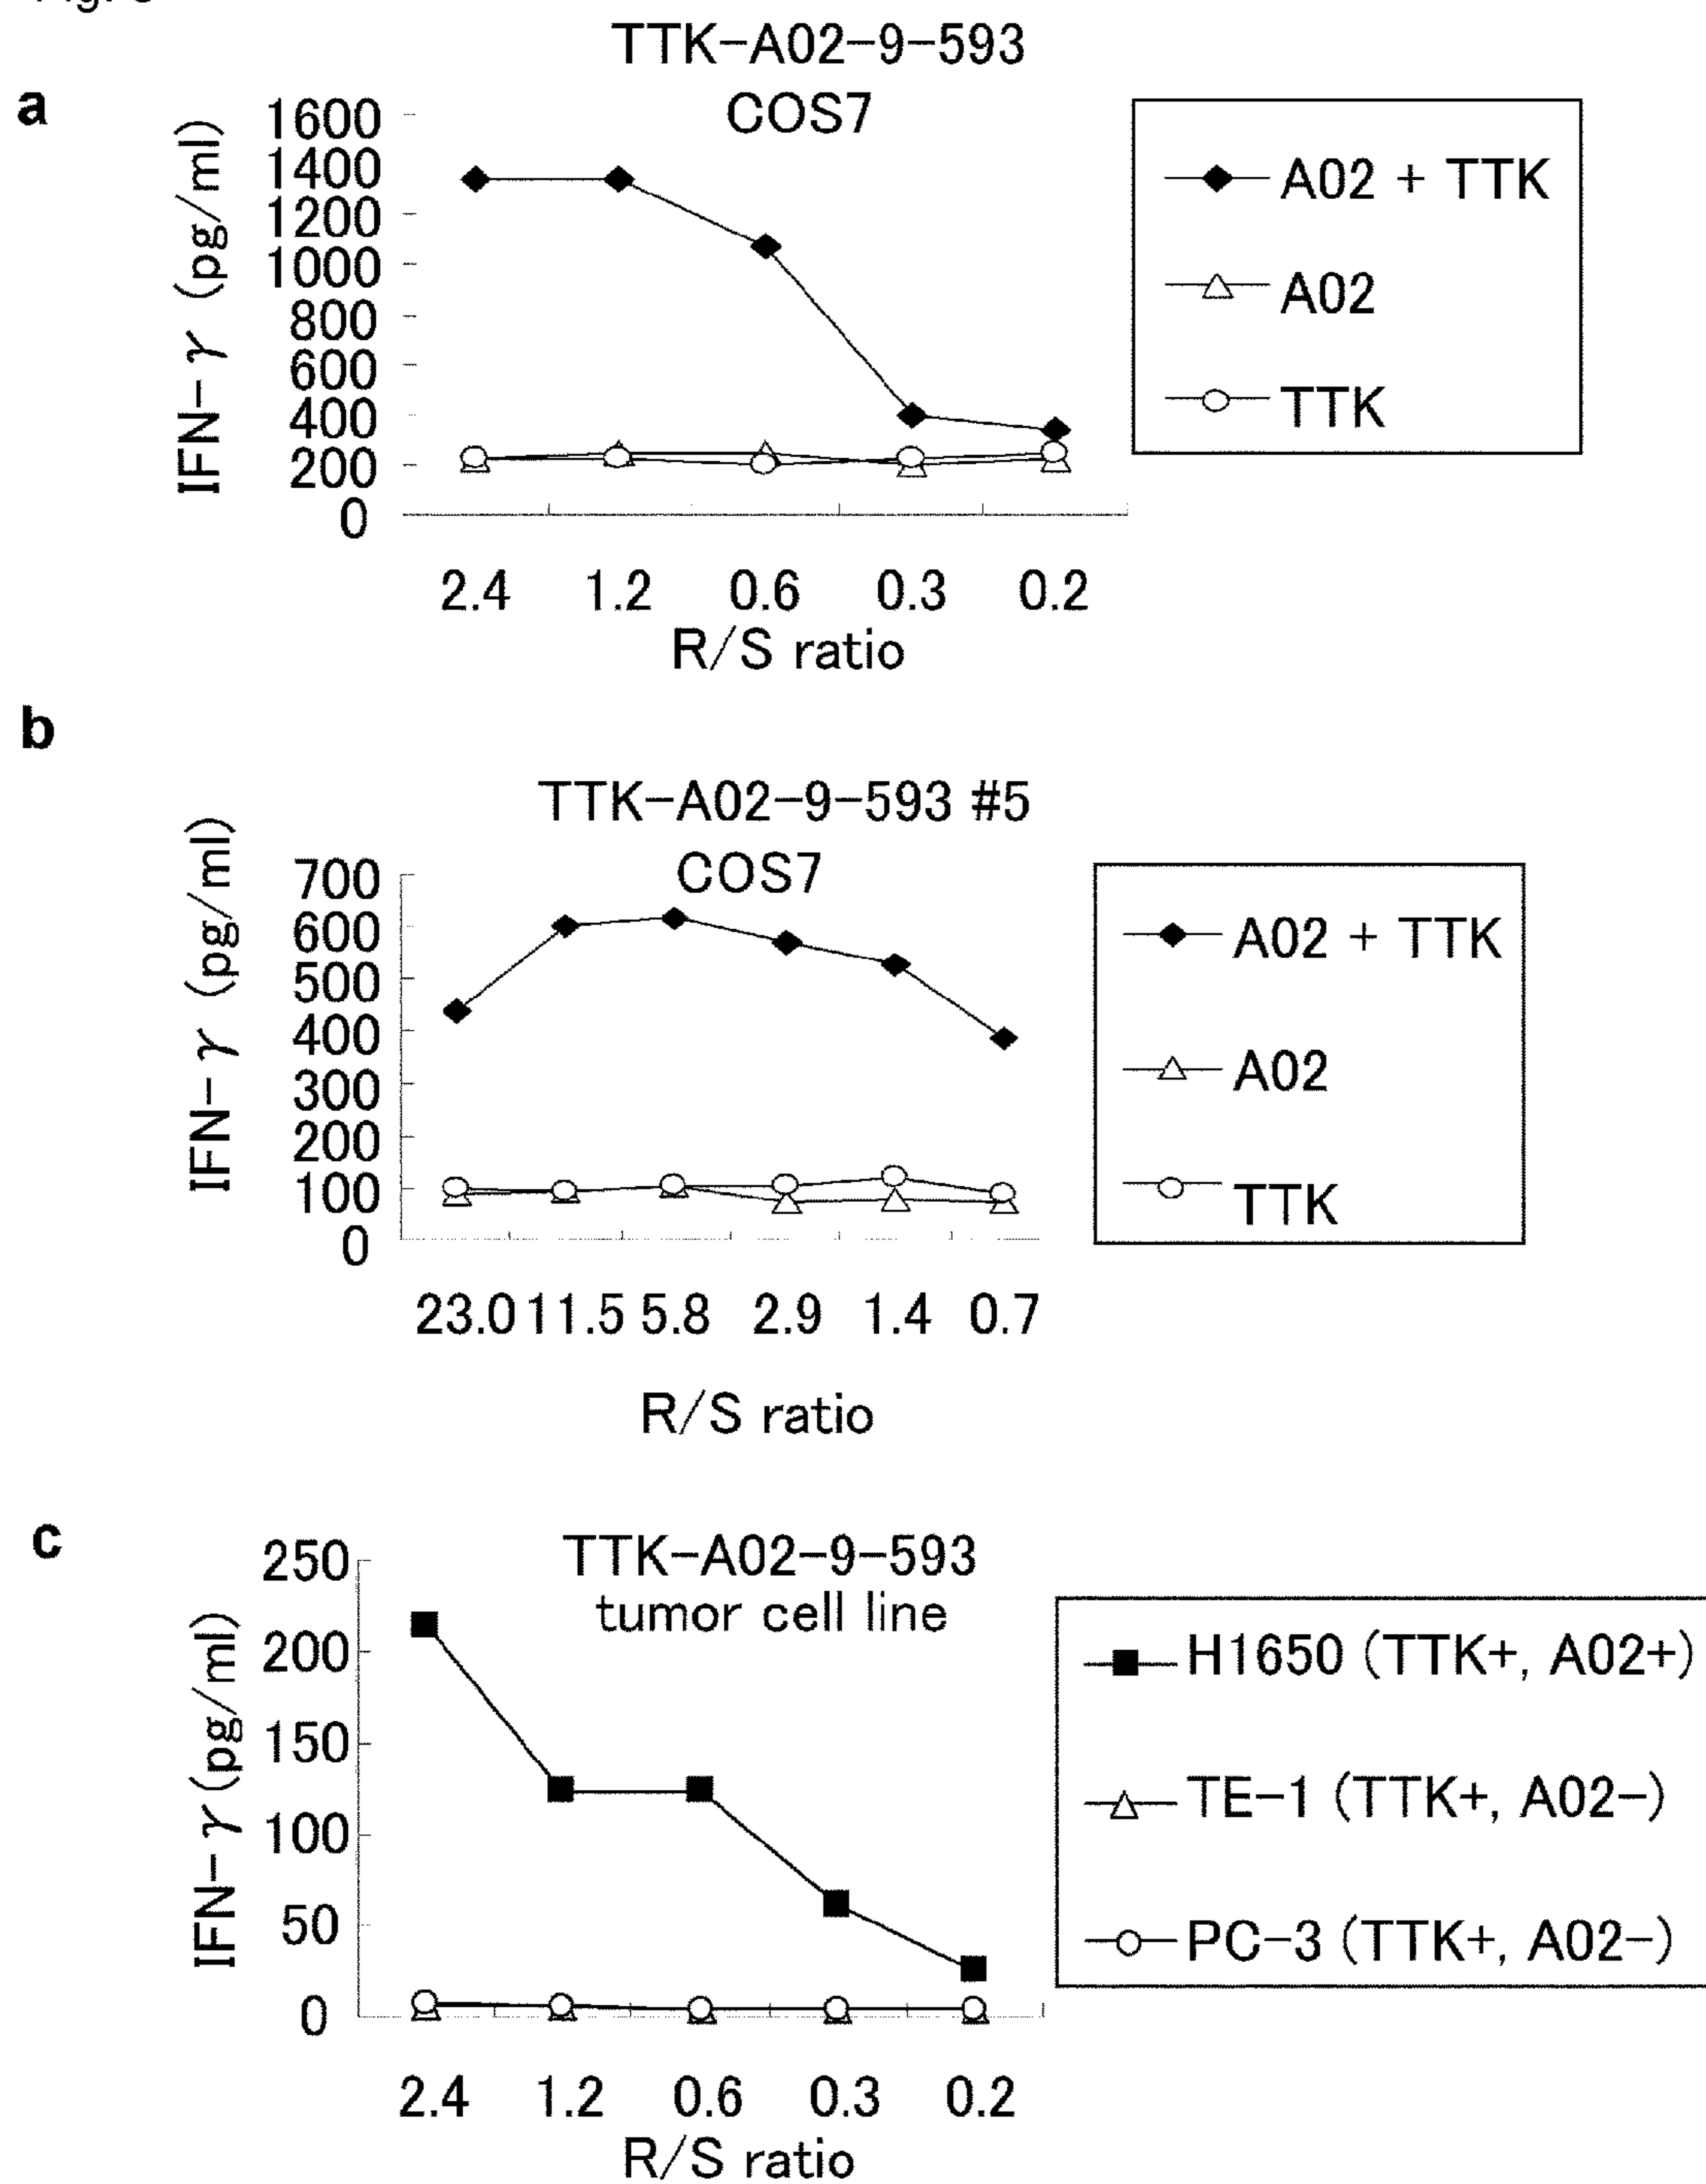 TTK-A02-9-593
a
COS7
IFN-γ (pg/ml)
1600
1400
1200
1000
800
600
400
200
0
2.4 1.2 0.6 0.3 0.2
R/S ratio
A02 + TTK
A02
TTK
b
TTK-A02-9-593 #5
COS7
IFN-γ (pg/ml)
700
600
500
400
300
200
100
0
23.0 11.5 5.8 2.9 1.4 0.7
R/S ratio
A02 + TTK
A02
TTK
c
TTK-A02-9-593
tumor cell line
IFN-γ (pg/ml)
250
200
150
100
50
0
2.4 1.2 0.6 0.3 0.2
R/S ratio
H1650 (TTK+, A02+)
TE-1 (TTK+, A02-)
PC-3 (TTK+, A02-)